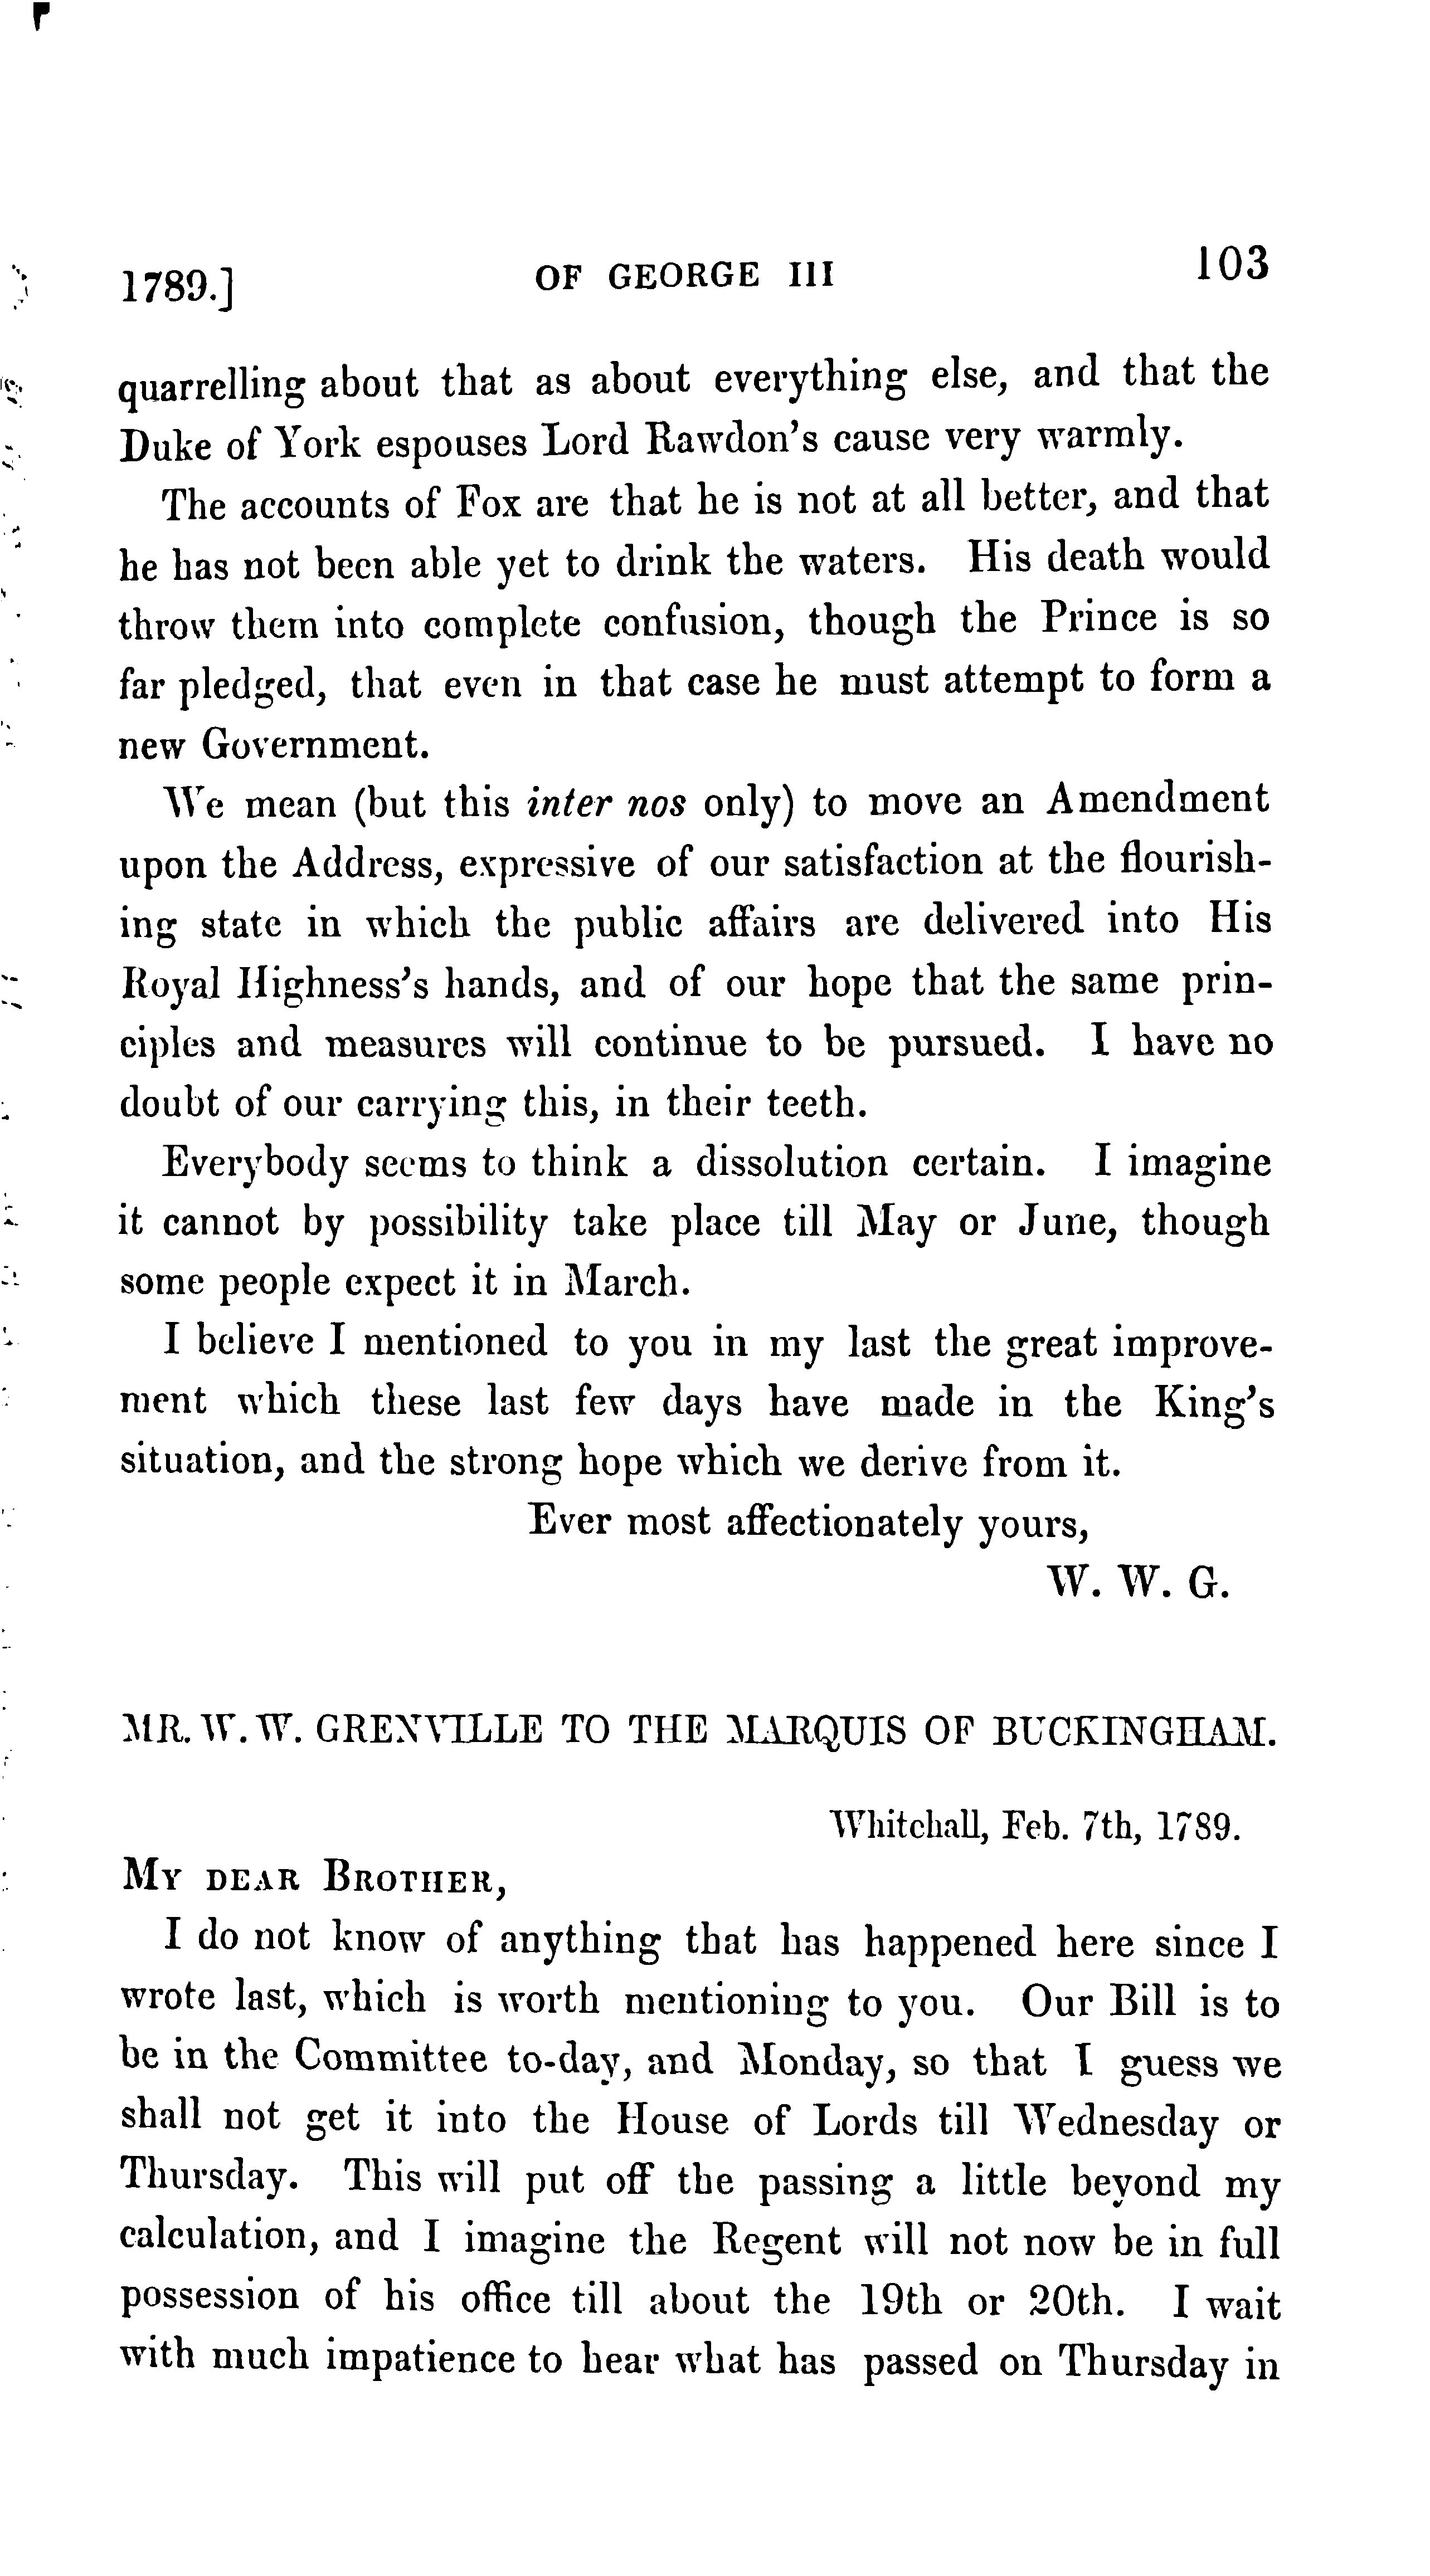 1789.] OF GEORGE III 103
quarrelling about that as about everything else, and that the
Duke of York espouses Lord Rawdon's cause very warmly.
The accounts of Fox are that he is not at all better, and that
he has not been able yet to drink the waters. His death would
throw them into complete confusion, though the Prince is so
far pledged, that even in that case he must attempt to form a
new Government.
We mean (but this inter nos only) to move an Amendment
upon the Address, expressive of our satisfaction at the flourish-
ing state in which the public affairs are delivered into His
Royal Highness's hands, and of our hope that the same prin-
ciples and measures will continue to be pursued. I have no
doubt of our carrying this, in their teeth.
Everybody seems to think a dissolution certain. I imagine
it cannot by possibility take place till May or June, though
some people expect it in March.
I believe I mentioned to you in my last the great improve-
ment which these last few days have made in the King's
situation, and the strong hope which we derive from it.
Ever most affectionately yours,
W. W. G.
MR. W. W. GRENVILLE TO THE MARQUIS OF BUCKINGHAM.
Whitehall, Feb. 7th, 1789.
MY DEAR BROTHER,
I do not know of anything that has happened here since I
wrote last, which is worth mentioning to you. Our Bill is to
be in the Committee to-day, and Monday, so that I guess we
shall not get it into the House of Lords till Wednesday or
Thursday. This will put off the passing a little beyond my
calculation, and I imagine the Regent will not now be in full
possession of his office till about the 19th or 20th. I wait
with much impatience to hear what has passed on Thursday in